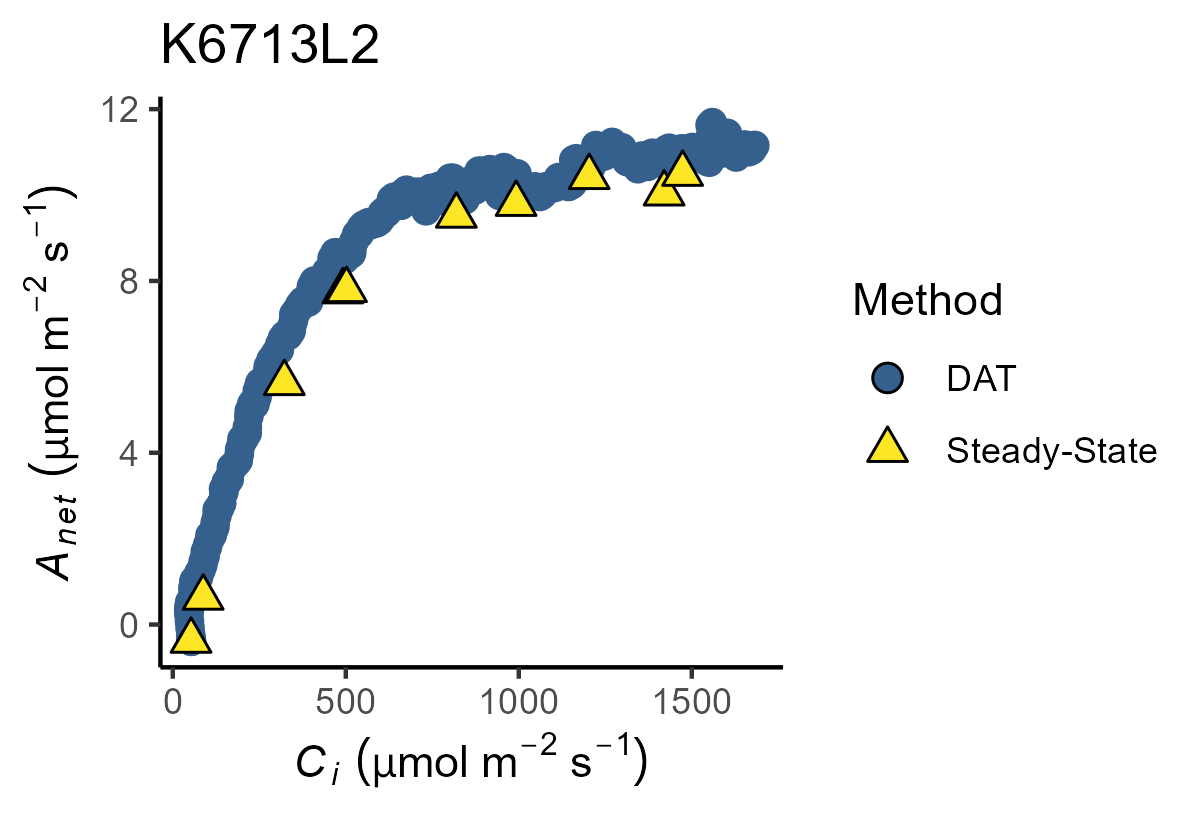 K6713L2
12
8
4
0
A_net (µmol m⁻² s⁻¹)
0 500 1000 1500
C_i (µmol m⁻² s⁻¹)
Method
DAT
Steady-State